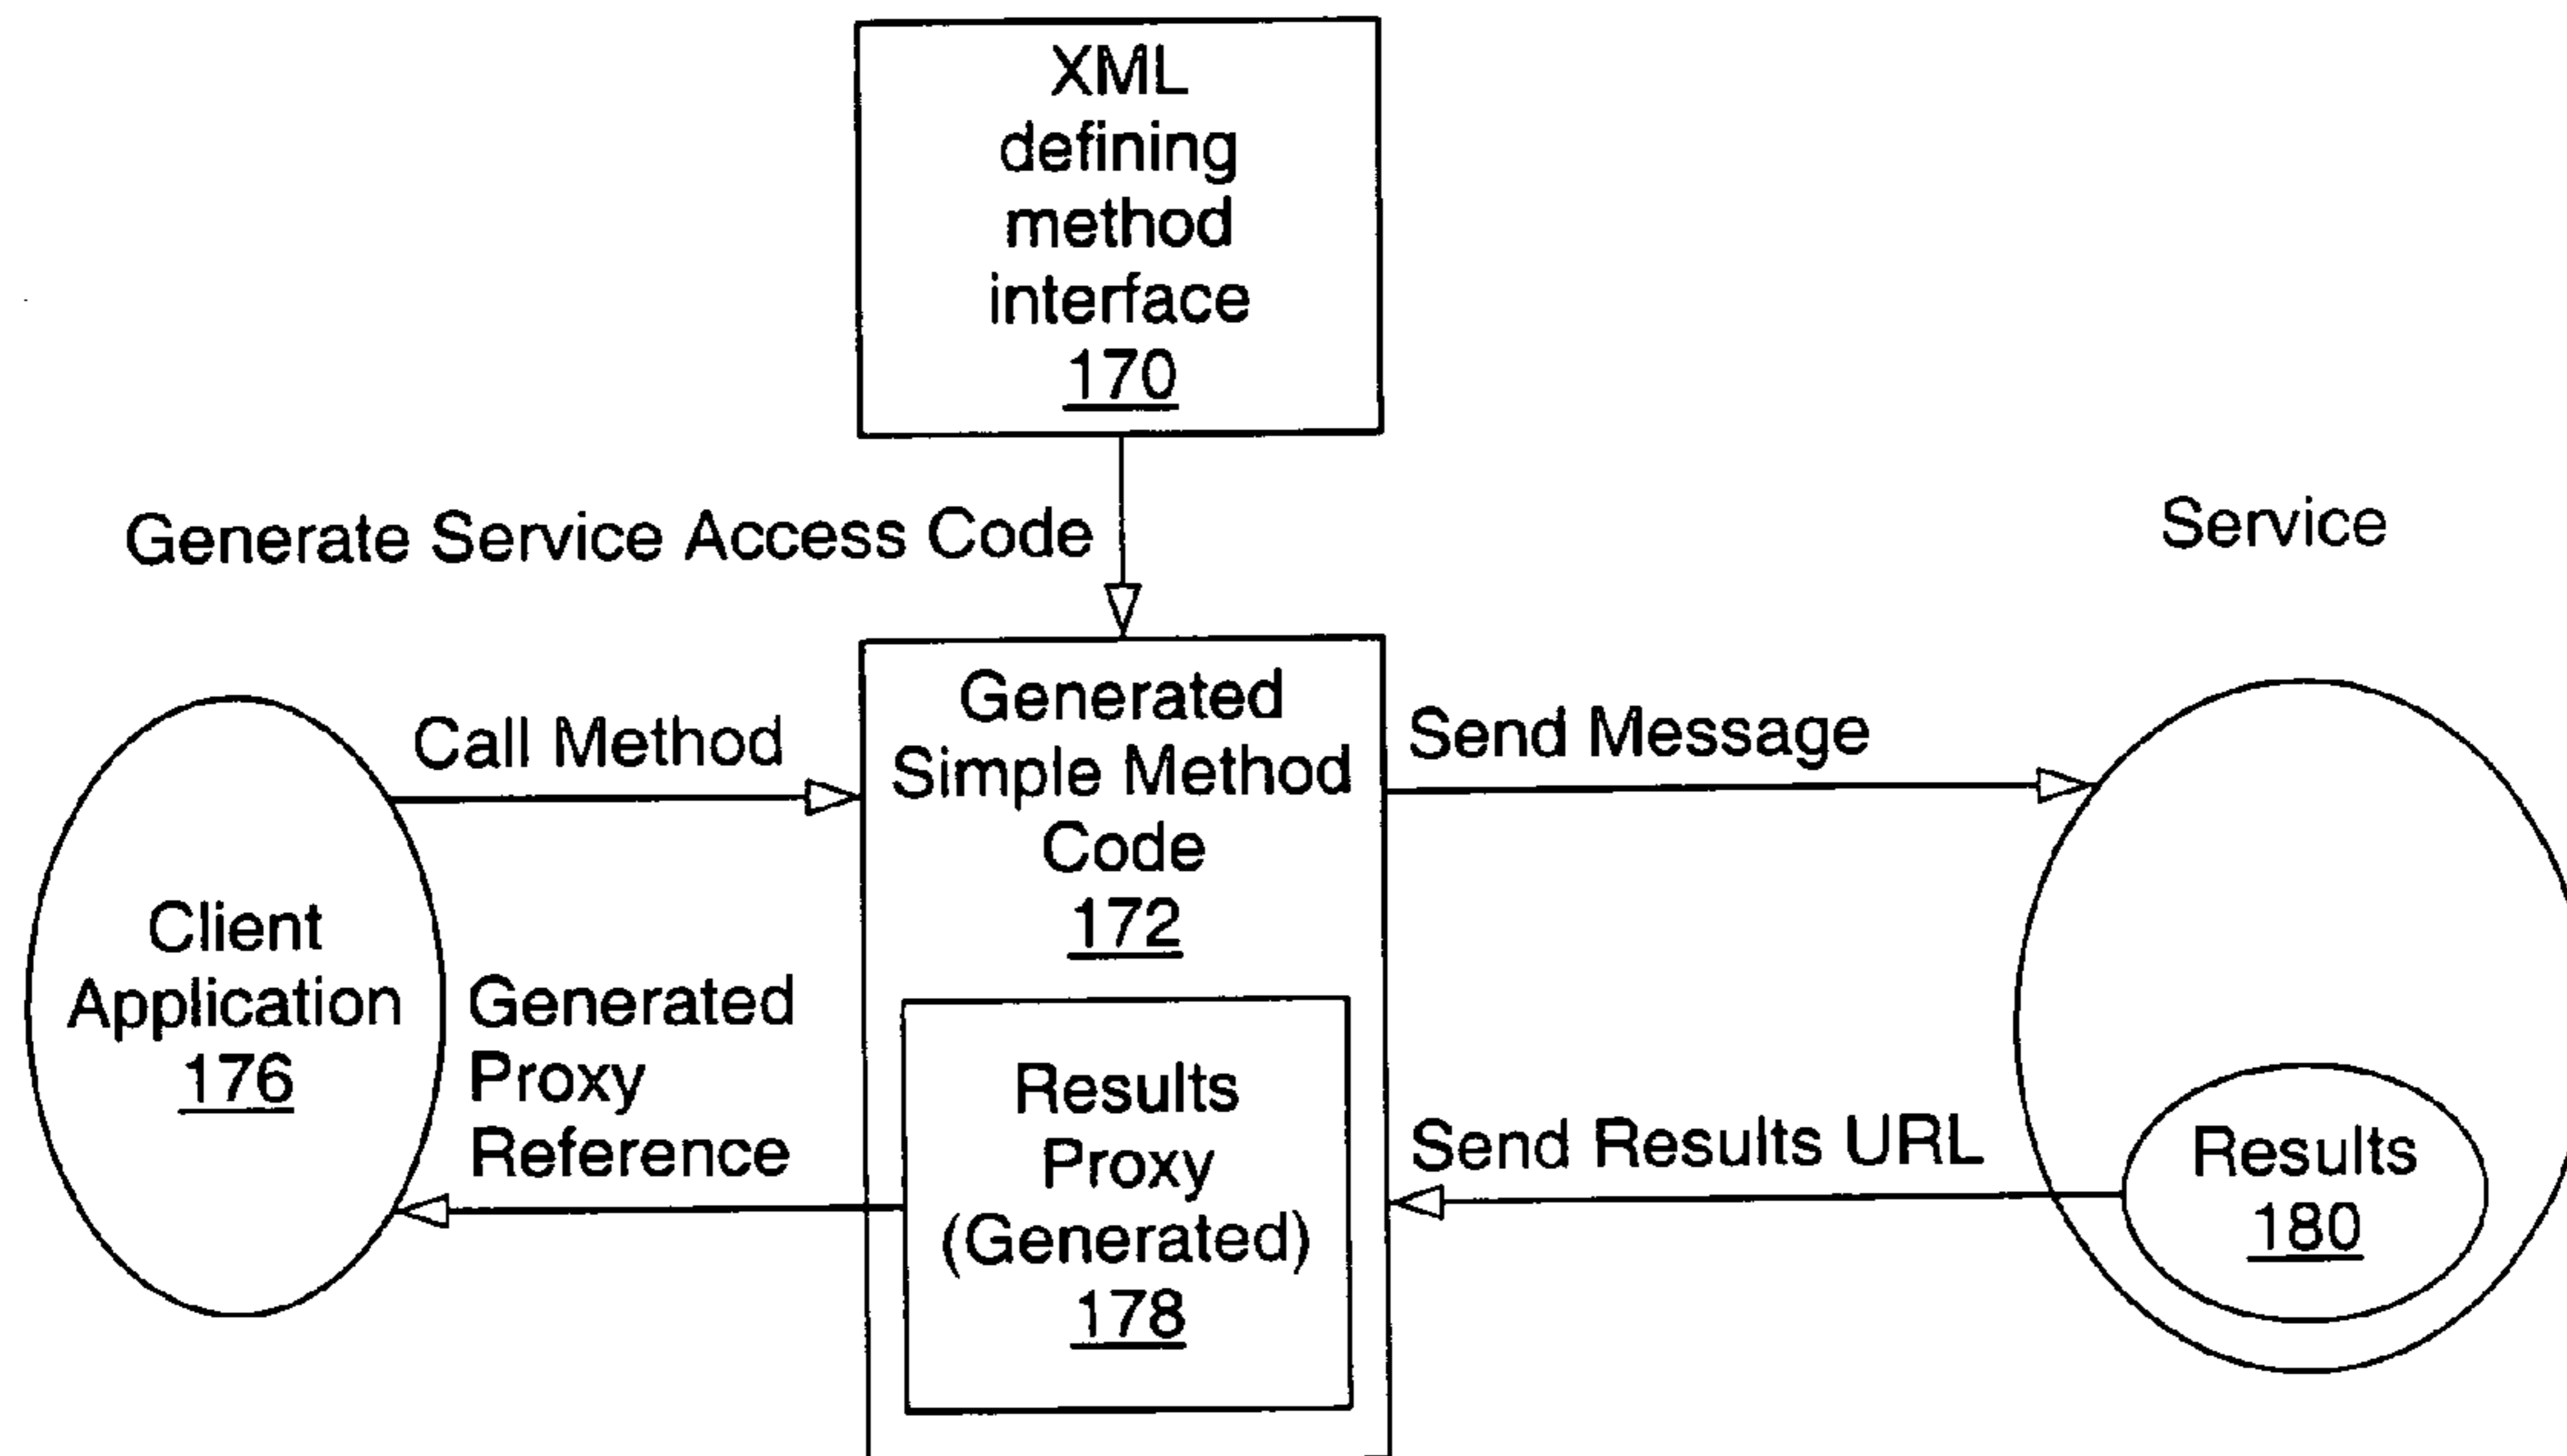 XML
defining
method
interface
170
Generate Service Access Code
Service
Generated
Simple Method
Code
172
Call Method
Send Message
Client
Application
176
Generated
Proxy
Reference
Results
Proxy
(Generated)
178
Send Results URL
Results
180